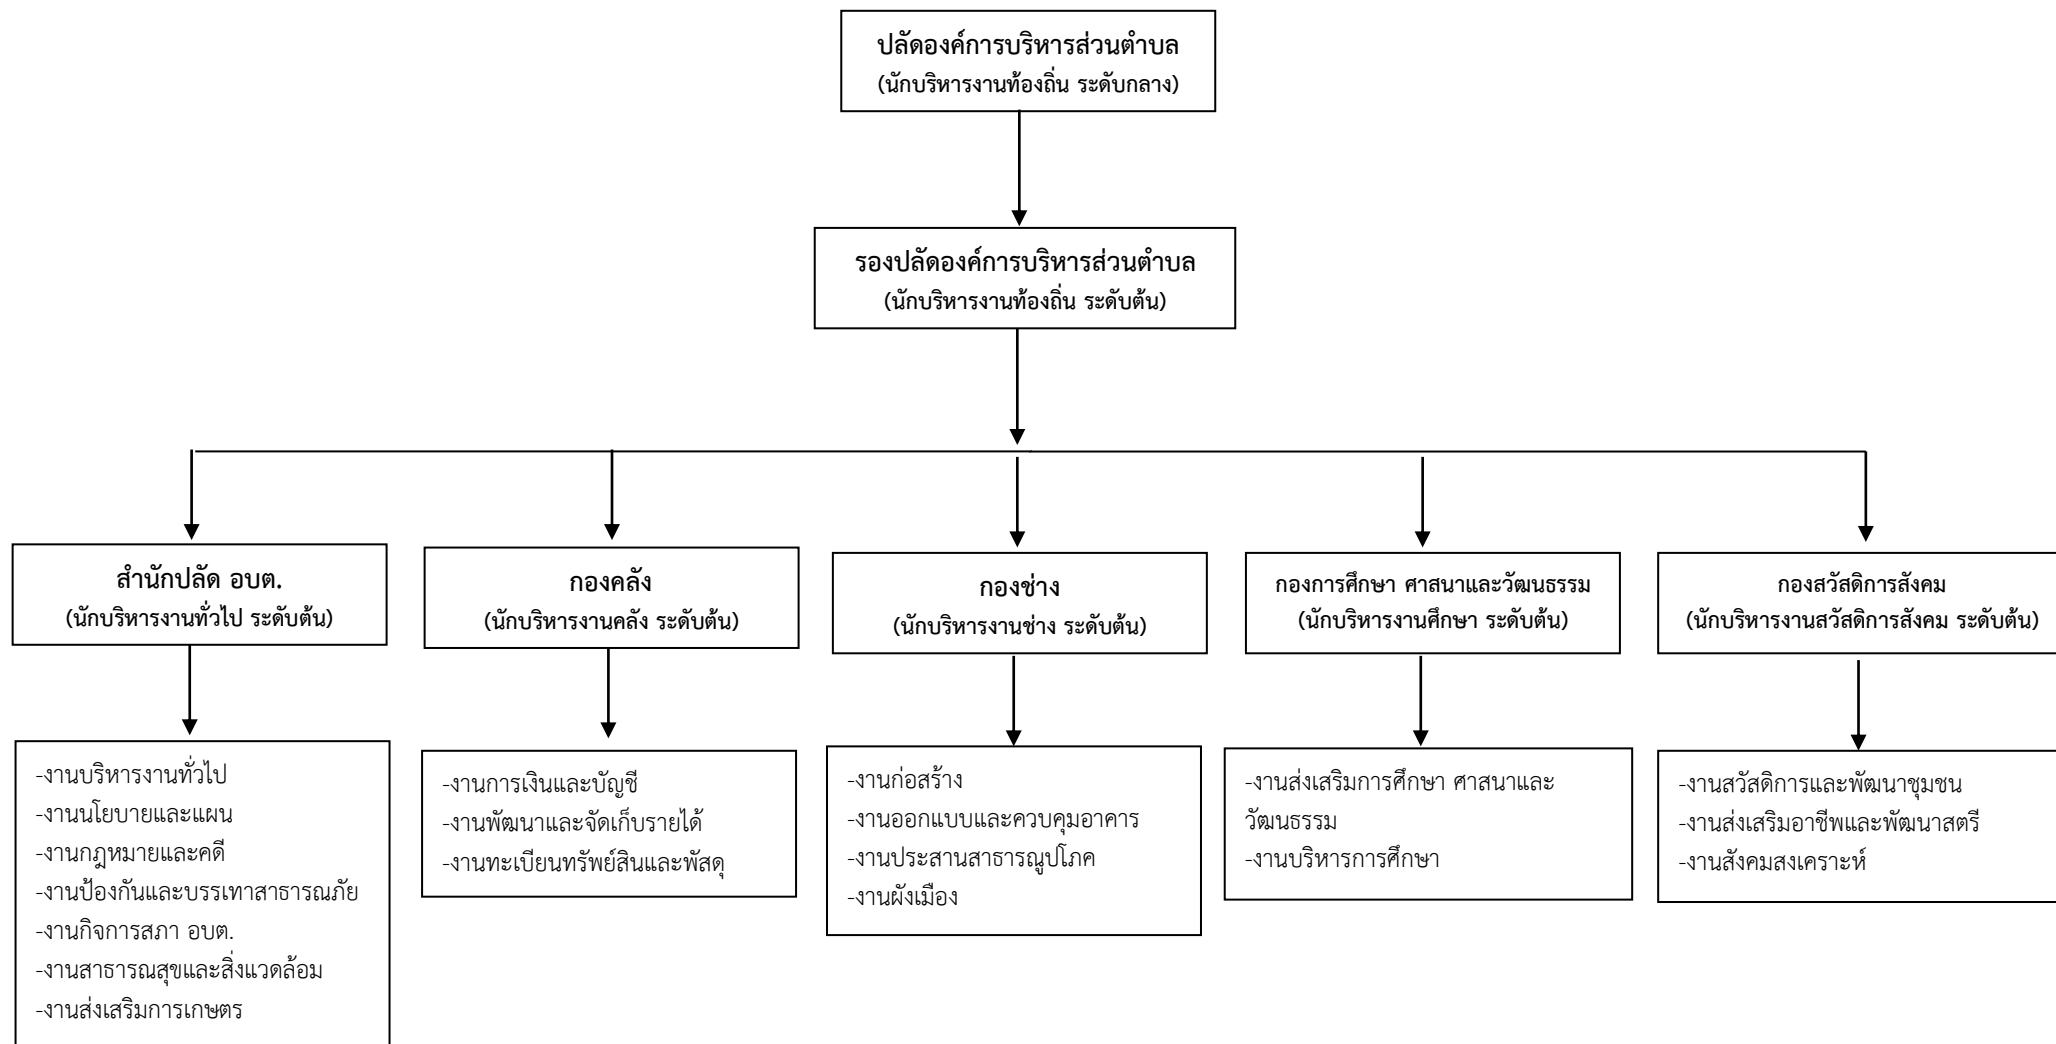 ปลัดองค์การบริหารส่วนตำบล
(นักบริหารงานท้องถิ่น ระดับกลาง)
รองปลัดองค์การบริหารส่วนตำบล
(นักบริหารงานท้องถิ่น ระดับต้น)
สำนักปลัด อบต.
(นักบริหารงานทั่วไป ระดับต้น)
กองคลัง
(นักบริหารงานคลัง ระดับต้น)
กองช่าง
(นักบริหารงานช่าง ระดับต้น)
กองการศึกษา ศาสนาและวัฒนธรรม
(นักบริหารงานศึกษา ระดับต้น)
กองสวัสดิการสังคม
(นักบริหารงานสวัสดิการสังคม ระดับต้น)
-งานบริหารงานทั่วไป
-งานนโยบายและแผน
-งานกฎหมายและคดี
-งานป้องกันและบรรเทาสาธารณภัย
-งานกิจการสภา อบต.
-งานสาธารณสุขและสิ่งแวดล้อม
-งานส่งเสริมการเกษตร
-งานการเงินและบัญชี
-งานพัฒนาและจัดเก็บรายได้
-งานทะเบียนทรัพย์สินและพัสดุ
-งานก่อสร้าง
-งานออกแบบและควบคุมอาคาร
-งานประสานสาธารณูปโภค
-งานผังเมือง
-งานส่งเสริมการศึกษา ศาสนาและ
วัฒนธรรม
-งานบริหารการศึกษา
-งานสวัสดิการและพัฒนาชุมชน
-งานส่งเสริมอาชีพและพัฒนาสตรี
-งานสังคมสงเคราะห์